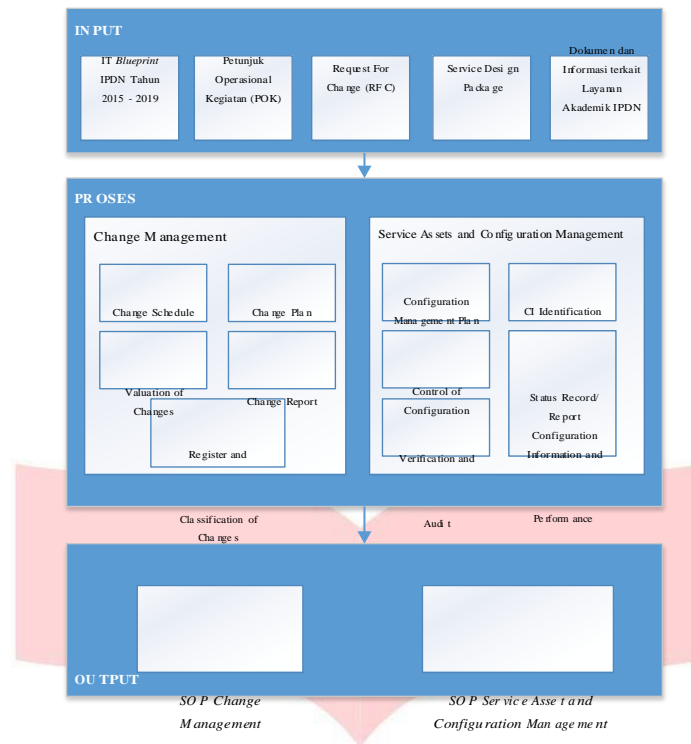 INPUT
IT Blueprint
IPDN Tahun
2015 - 2019
Petunjuk
Operasional
Kegiatan (POK)
Request For
Change (RFC)
Service Design
Package
Dokumen dan
Informasi terkait
Layanan
Akademik IPDN
PROSES
Change Management
Change Schedule
Change Plan
Valuation of
Changes
Change Report
Register and
Classification of
Changes
Service Assets and Configuration Management
Configuration
Management Plan
CI Identification
Control of
Configuration
Status Record/
Report
Configuration
Information and
Performance
Verification and
Audit
OUTPUT
SOP Change
Management
SOP Service Asset and
Configuration Management